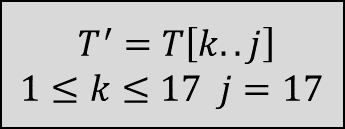 T′ = T[k..j]
1 ≤ k ≤ 17 j = 17